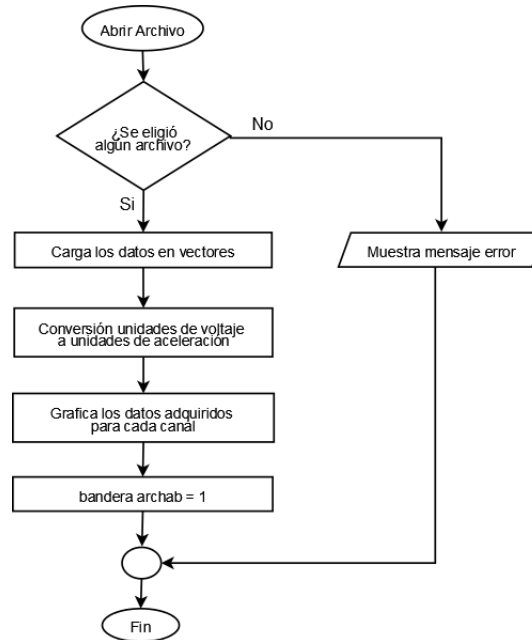 Abrir Archivo
¿Se eligió
algún archivo?
No
Si
Carga los datos en vectores
Muestra mensaje error
Conversión unidades de voltaje
a unidades de aceleración
Grafica los datos adquiridos
para cada canal
bandera archab = 1
Fin